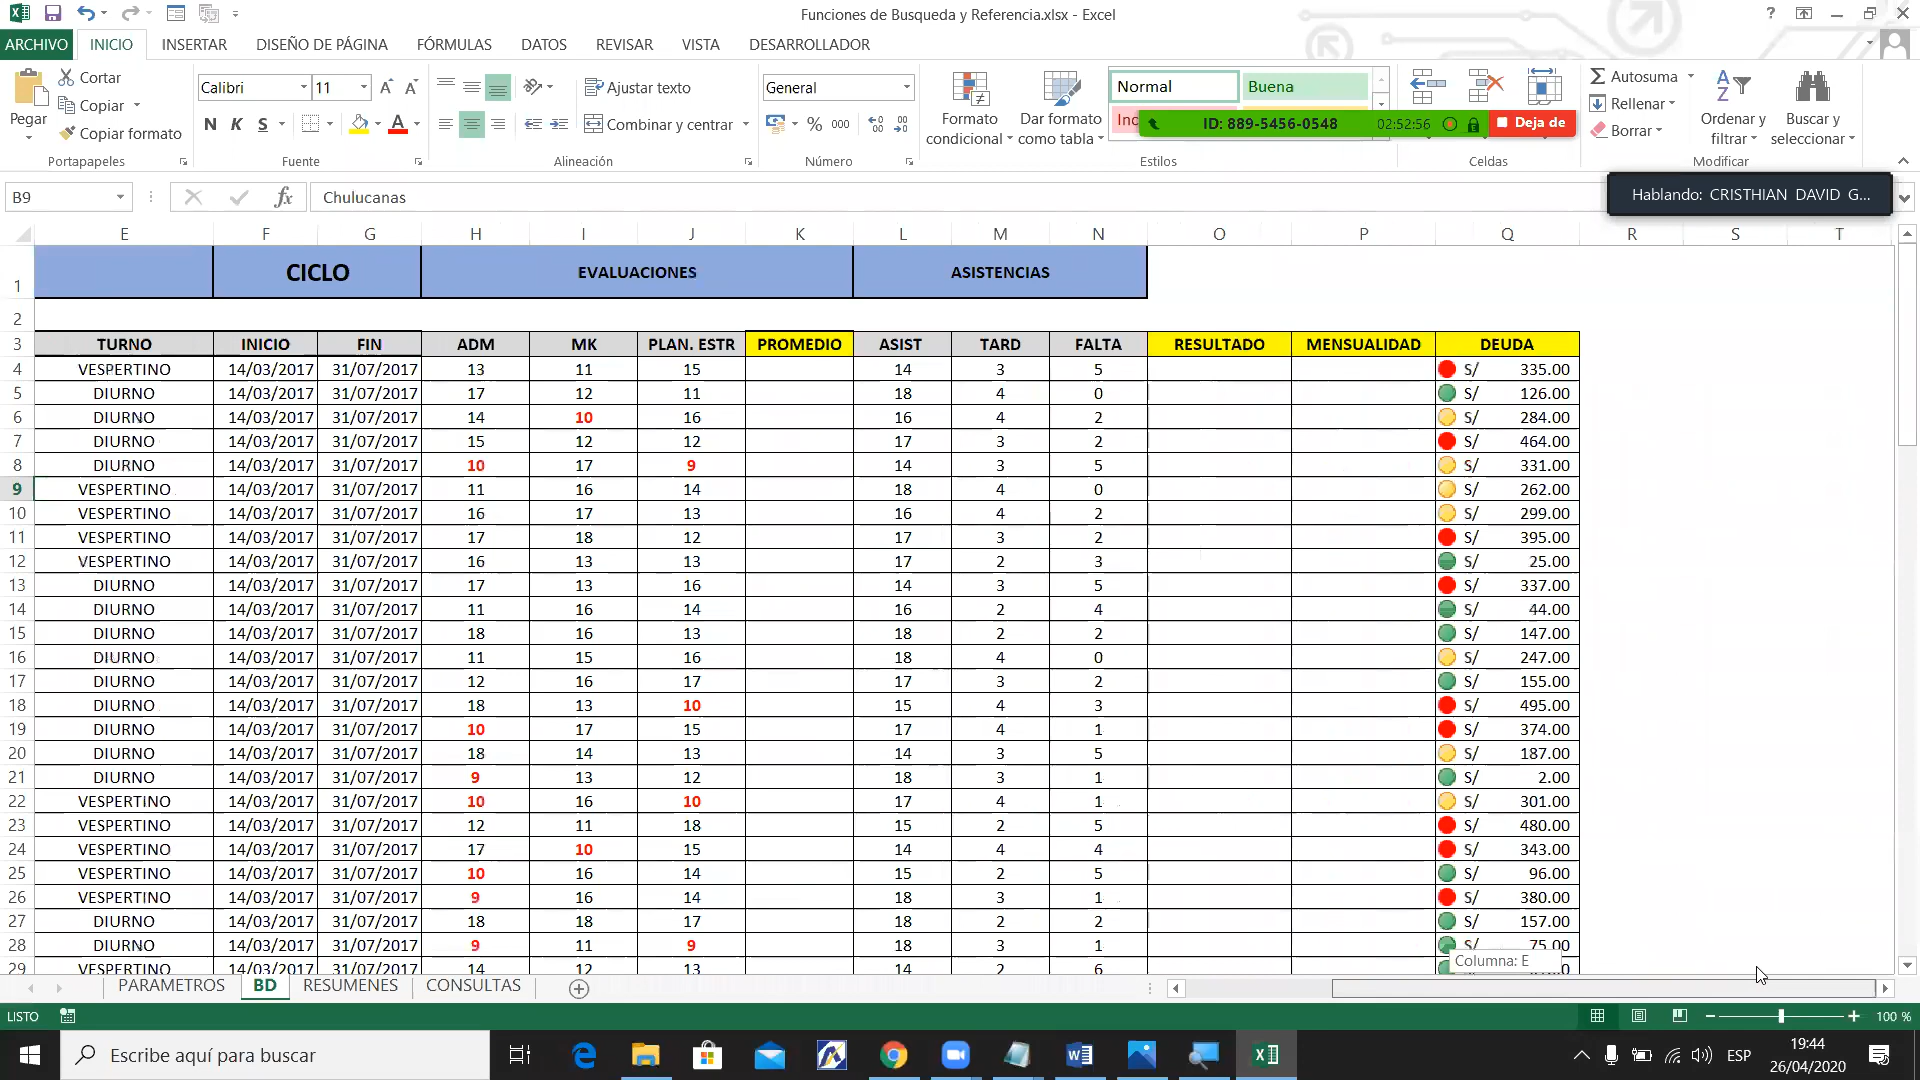 Funciones de Busqueda y Referencia.xlsx - Excel
ARCHIVO INICIO INSERTAR DISEÑO DE PÁGINA FÓRMULAS DATOS REVISAR VISTA DESARROLLADOR
Pegar Cortar Copiar Copiar formato
Calibri 11
N K S
Ajustar texto
Combinar y centrar
General
% 000
Formato condicional
Dar formato como tabla
Normal Buena
Inc
ID: 889-5456-0548 02:52:56 Deja de
Autosuma
Rellenar
Borrar
Ordenar y filtrar
Buscar y seleccionar
Portapapeles Fuente Alineación Número Estilos Celdas Modificar
B9 Chulucanas
Hablando: CRISTHIAN DAVID G...
E F G H I J K L M N O P Q R S T
1 CICLO EVALUACIONES ASISTENCIAS
2
3 TURNO INICIO FIN ADM MK PLAN. ESTR PROMEDIO ASIST TARD FALTA RESULTADO MENSUALIDAD DEUDA
4 VESPERTINO 14/03/2017 31/07/2017 13 11 15 14 3 5 S/ 335.00
5 DIURNO 14/03/2017 31/07/2017 17 12 11 18 4 0 S/ 126.00
6 DIURNO 14/03/2017 31/07/2017 14 10 16 16 4 2 S/ 284.00
7 DIURNO 14/03/2017 31/07/2017 15 12 12 17 3 2 S/ 464.00
8 DIURNO 14/03/2017 31/07/2017 10 17 9 14 3 5 S/ 331.00
9 VESPERTINO 14/03/2017 31/07/2017 11 16 14 18 4 0 S/ 262.00
10 VESPERTINO 14/03/2017 31/07/2017 16 17 13 16 4 2 S/ 299.00
11 VESPERTINO 14/03/2017 31/07/2017 17 18 12 17 3 2 S/ 395.00
12 VESPERTINO 14/03/2017 31/07/2017 16 13 13 17 2 3 S/ 25.00
13 DIURNO 14/03/2017 31/07/2017 17 13 16 14 3 5 S/ 337.00
14 DIURNO 14/03/2017 31/07/2017 11 16 14 16 2 4 S/ 44.00
15 DIURNO 14/03/2017 31/07/2017 18 16 13 18 2 2 S/ 147.00
16 DIURNO 14/03/2017 31/07/2017 11 15 16 18 4 0 S/ 247.00
17 DIURNO 14/03/2017 31/07/2017 12 16 17 17 3 2 S/ 155.00
18 DIURNO 14/03/2017 31/07/2017 18 13 10 15 4 3 S/ 495.00
19 DIURNO 14/03/2017 31/07/2017 10 17 15 17 4 1 S/ 374.00
20 DIURNO 14/03/2017 31/07/2017 18 14 13 14 3 5 S/ 187.00
21 DIURNO 14/03/2017 31/07/2017 9 13 12 18 3 1 S/ 2.00
22 VESPERTINO 14/03/2017 31/07/2017 10 16 10 17 4 1 S/ 301.00
23 VESPERTINO 14/03/2017 31/07/2017 12 11 18 15 2 5 S/ 480.00
24 VESPERTINO 14/03/2017 31/07/2017 17 10 15 14 4 4 S/ 343.00
25 VESPERTINO 14/03/2017 31/07/2017 10 16 14 15 2 5 S/ 96.00
26 VESPERTINO 14/03/2017 31/07/2017 9 16 14 18 3 1 S/ 380.00
27 DIURNO 14/03/2017 31/07/2017 18 18 17 18 2 2 S/ 157.00
28 DIURNO 14/03/2017 31/07/2017 9 11 9 18 3 1 S/ 75.00
29 VESPERTINO 14/03/2017 31/07/2017 14 12 13 14 2 6
Columna: E
PARAMETROS BD RESUMENES CONSULTAS
LISTO 100 %
Escribe aquí para buscar
ESP
19:44
26/04/2020